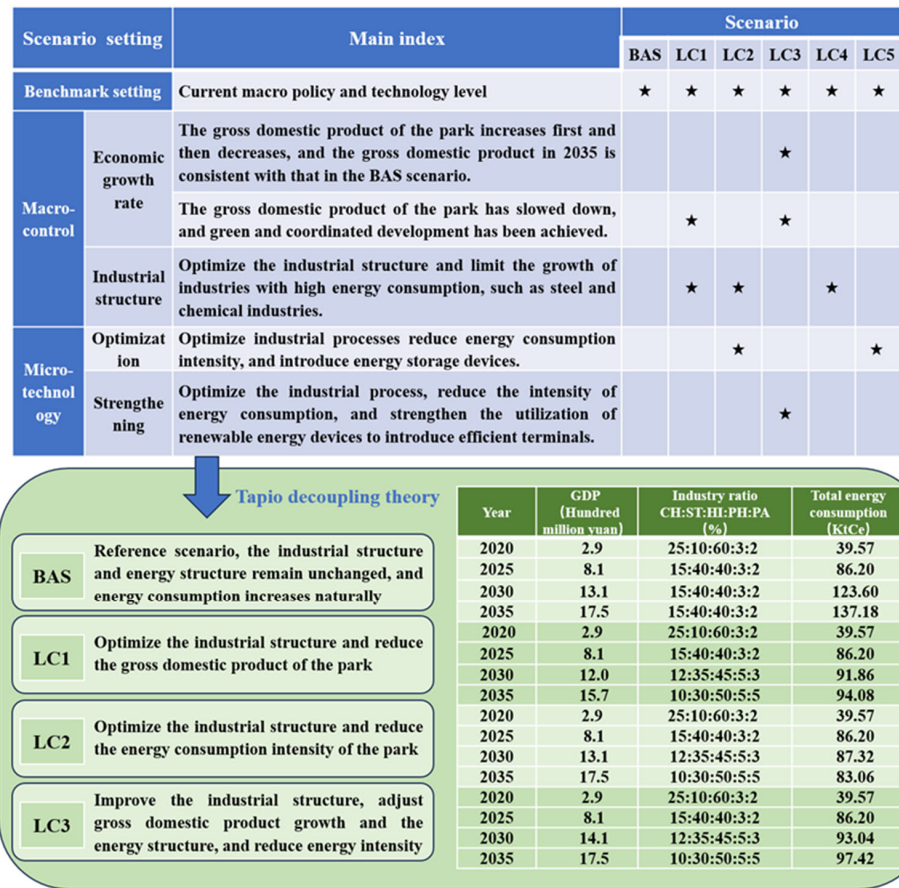 Scenario setting
Main index
Scenario
BAS LC1 LC2 LC3 LC4 LC5
Benchmark setting
Current macro policy and technology level
★ ★ ★ ★ ★ ★
Macro-
control
Economic
growth
rate
The gross domestic product of the park increases first and
then decreases, and the gross domestic product in 2035 is
consistent with that in the BAS scenario.
★
The gross domestic product of the park has slowed down,
and green and coordinated development has been achieved.
★ ★
Industrial
structure
Optimize the industrial structure and limit the growth of
industries with high energy consumption, such as steel and
chemical industries.
★ ★ ★
Micro-
technol
ogy
Optimizat
ion
Optimize industrial processes reduce energy consumption
intensity, and introduce energy storage devices.
★ ★
Strengthe
ning
Optimize the industrial process, reduce the intensity of
energy consumption, and strengthen the utilization of
renewable energy devices to introduce efficient terminals.
★
Tapio decoupling theory
BAS
Reference scenario, the industrial structure
and energy structure remain unchanged, and
energy consumption increases naturally
LC1
Optimize the industrial structure and reduce
the gross domestic product of the park
LC2
Optimize the industrial structure and reduce
the energy consumption intensity of the park
LC3
Improve the industrial structure, adjust
gross domestic product growth and the
energy structure, and reduce energy intensity
Year
GDP
(Hundred
million yuan)
Industry ratio
CH:ST:HI:PH:PA
(%)
Total energy
consumption
(KtCe)
2020 2.9 25:10:60:3:2 39.57
2025 8.1 15:40:40:3:2 86.20
2030 13.1 15:40:40:3:2 123.60
2035 17.5 15:40:40:3:2 137.18
2020 2.9 25:10:60:3:2 39.57
2025 8.1 15:40:40:3:2 86.20
2030 12.0 12:35:45:5:3 91.86
2035 15.7 10:30:50:5:5 94.08
2020 2.9 25:10:60:3:2 39.57
2025 8.1 15:40:40:3:2 86.20
2030 13.1 12:35:45:5:3 87.32
2035 17.5 10:30:50:5:5 83.06
2020 2.9 25:10:60:3:2 39.57
2025 8.1 15:40:40:3:2 86.20
2030 14.1 12:35:45:5:3 93.04
2035 17.5 10:30:50:5:5 97.42